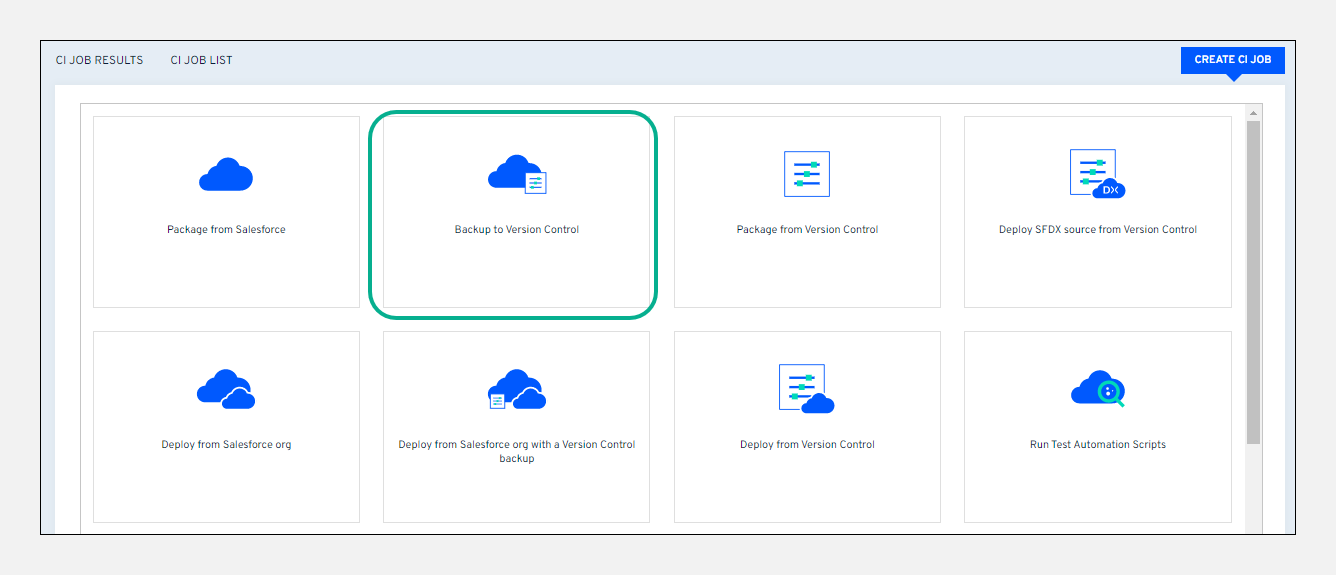 CI JOB RESULTS
CI JOB LIST
CREATE CI JOB
Package from Salesforce
Backup to Version Control
Package from Version Control
DX
Deploy SFDX source from Version Control
Deploy from Salesforce org
Deploy from Salesforce org with a Version Control
backup
Deploy from Version Control
Run Test Automation Scripts